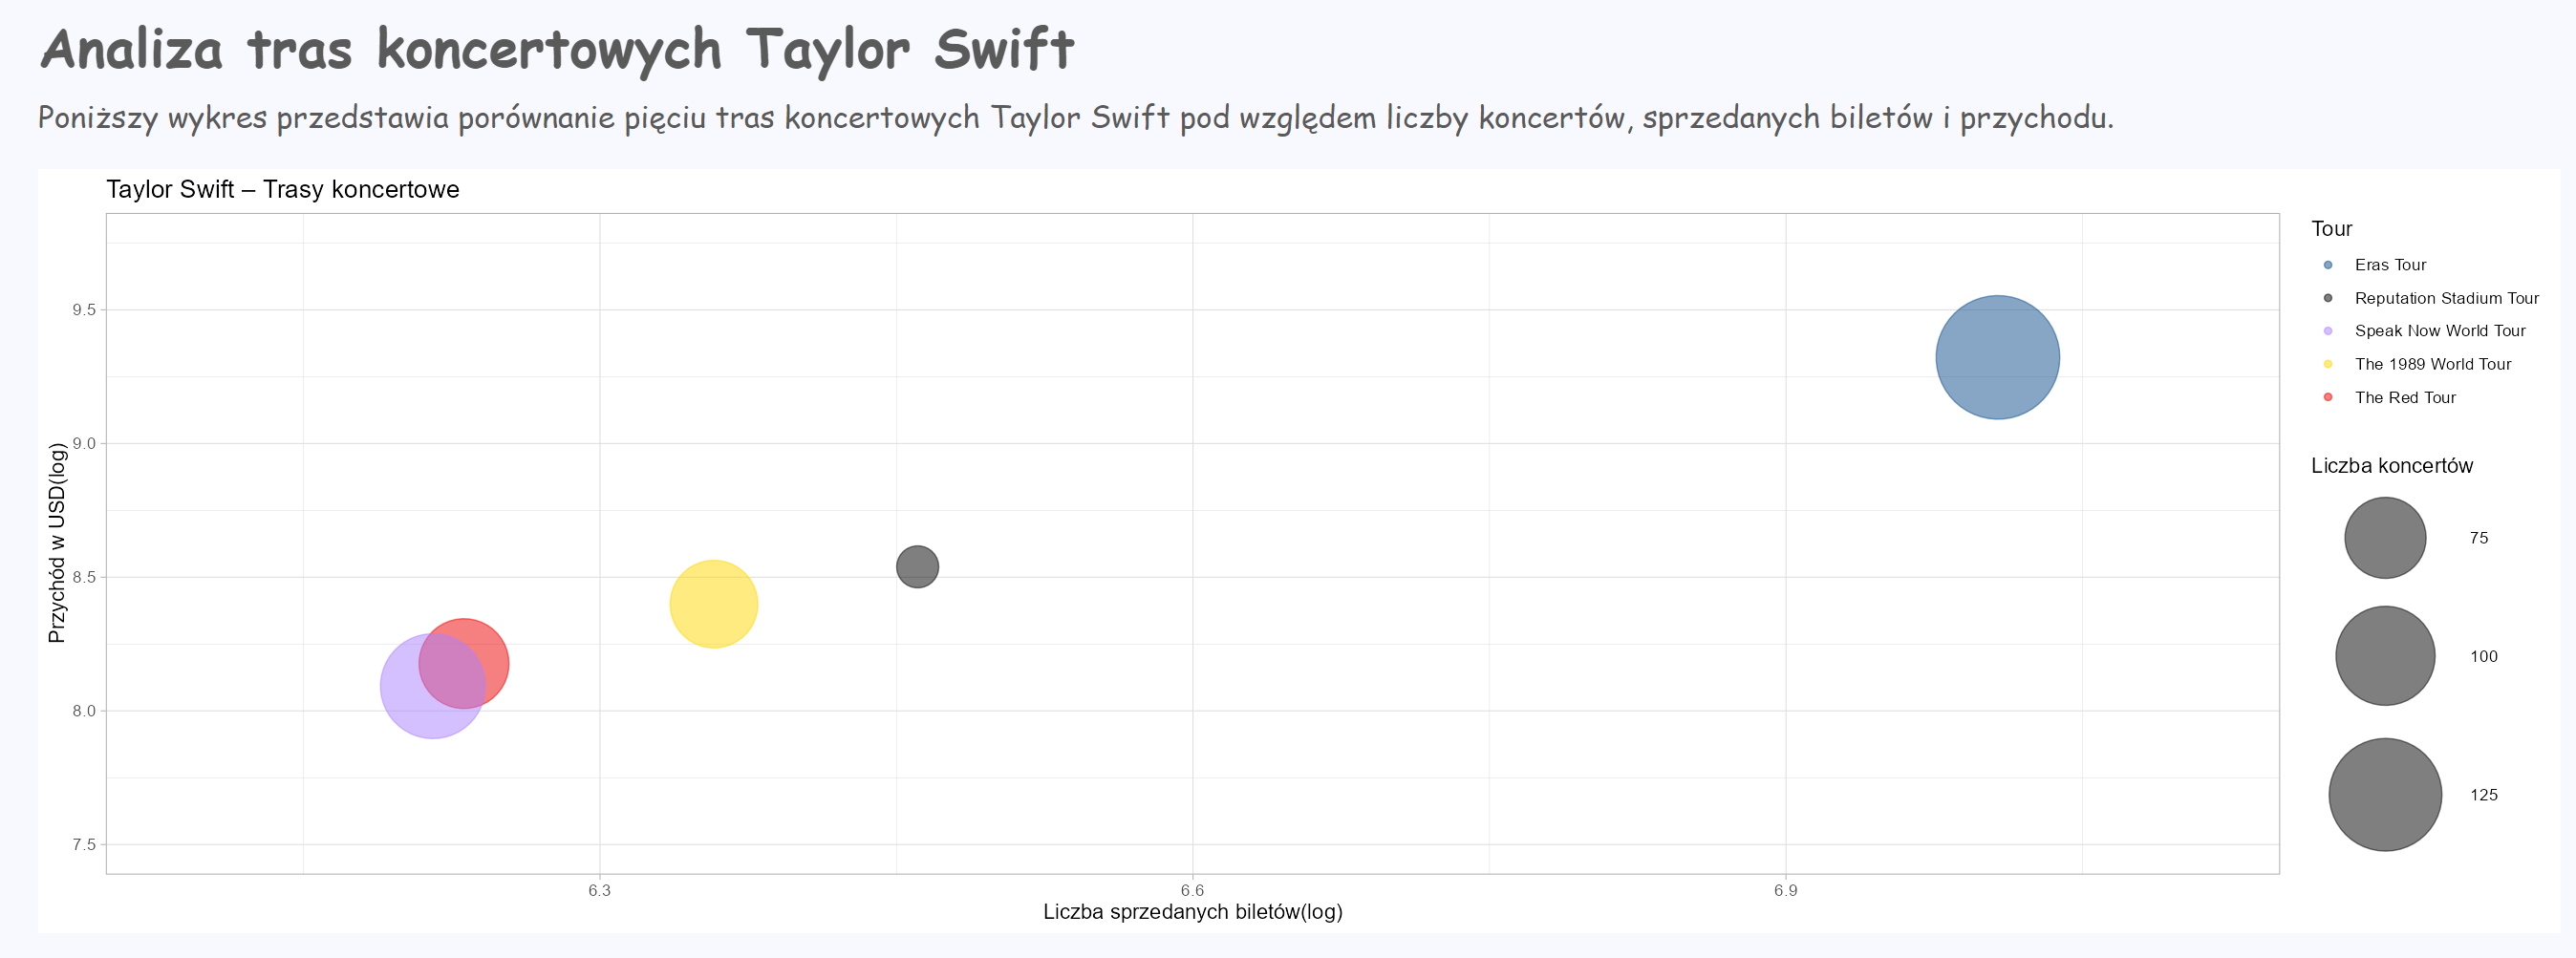 Analiza tras koncertowych Taylor Swift
Poniższy wykres przedstawia porównanie pięciu tras koncertowych Taylor Swift pod względem liczby koncertów, sprzedanych biletów i przychodu.
Taylor Swift – Trasy koncertowe
9.5
9.0
8.5
8.0
7.5
Przychód w USD(log)
6.3
6.6
6.9
Liczba sprzedanych biletów(log)
Tour
Eras Tour
Reputation Stadium Tour
Speak Now World Tour
The 1989 World Tour
The Red Tour
Liczba koncertów
75
100
125